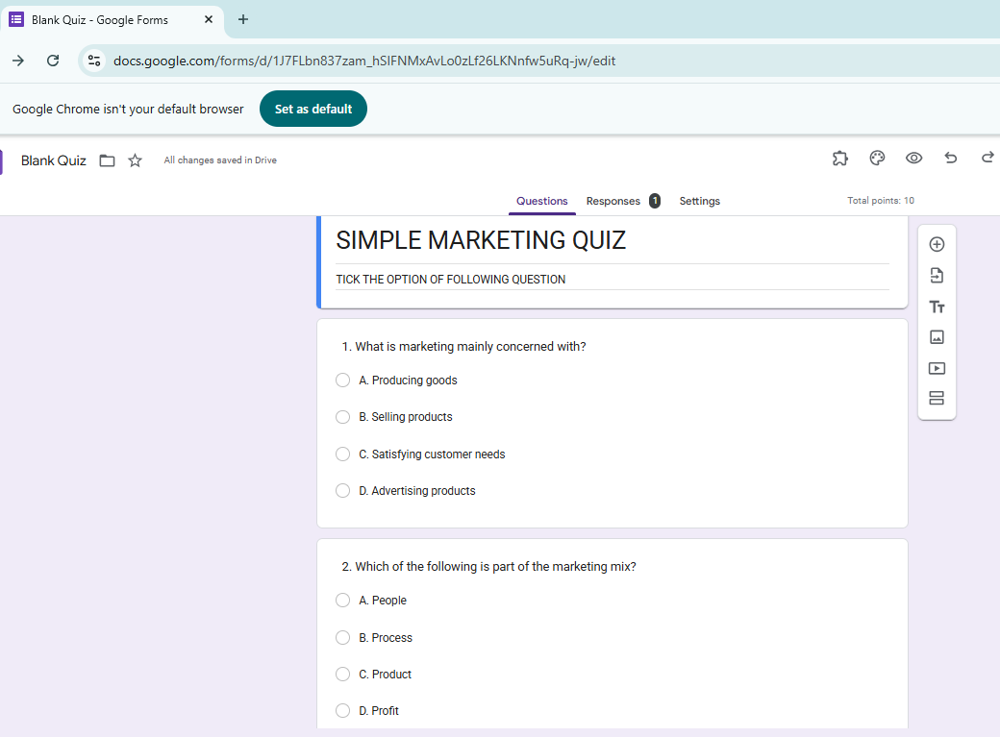 Blank Quiz - Google Forms
docs.google.com/forms/d/1J7FLbn837zam_hSIFNMxAvLo0zLf26LKNnfw5uRq-jw/edit
Google Chrome isn't your default browser Set as default
Blank Quiz All changes saved in Drive
Questions Responses 1 Settings Total points: 10
SIMPLE MARKETING QUIZ
TICK THE OPTION OF FOLLOWING QUESTION
1. What is marketing mainly concerned with?
A. Producing goods
B. Selling products
C. Satisfying customer needs
D. Advertising products
2. Which of the following is part of the marketing mix?
A. People
B. Process
C. Product
D. Profit
Tт